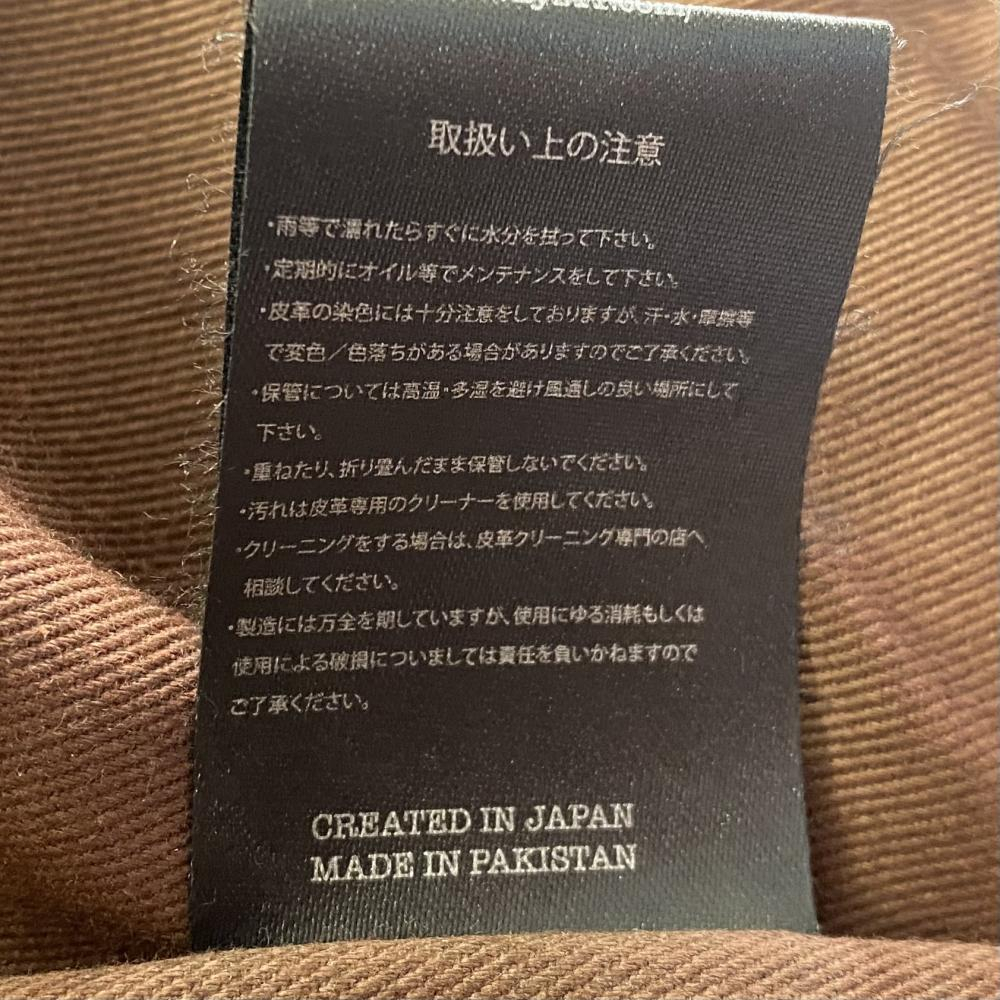 取扱い上の注意
・雨等で濡れたらすぐに水分を拭って下さい。
・定期的にオイル等でメンテナンスをして下さい。
・皮革の染色には十分注意をしておりますが、汗・水・摩擦等
で変色／色落ちがある場合がありますのでご了承ください。
・保管については高温・多湿を避け風通しの良い場所にして
下さい。
・重ねたり、折り畳んだまま保管しないでください。
・汚れは皮革専用のクリーナーを使用してください。
・クリーニングをする場合は、皮革クリーニング専門の店へ
相談してください。
・製造には万全を期していますが、使用にゆる消耗もしくは
使用による破損についましては責任を負いかねますので
ご了承ください。
CREATED IN JAPAN
MADE IN PAKISTAN